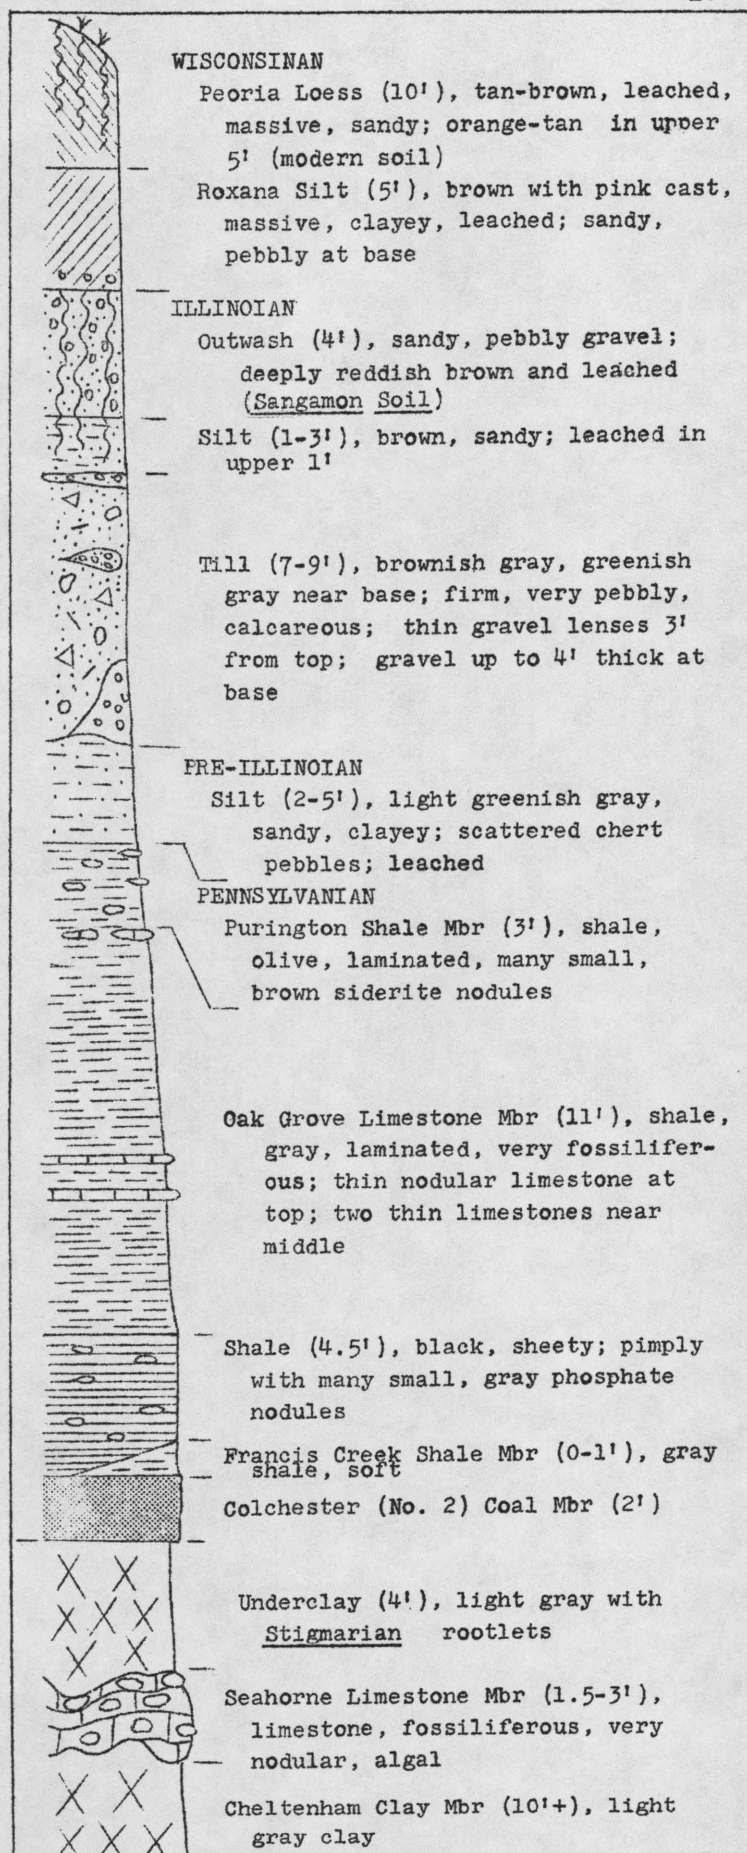 WISCONSINAN
Peoria Loess (10'), tan-brown, leached,
massive, sandy; orange-tan in upper
5' (modern soil)
Roxana Silt (5'), brown with pink cast,
massive, clayey, leached; sandy,
pebbly at base
ILLINOIAN
Outwash (4'), sandy, pebbly gravel;
deeply reddish brown and leached
(Sangamon Soil)
Silt (1-3'), brown, sandy; leached in
upper 1'
Till (7-9'), brownish gray, greenish
gray near base; firm, very pebbly,
calcareous; thin gravel lenses 3'
from top; gravel up to 4' thick at
base
PRE-ILLINOIAN
Silt (2-5'), light greenish gray,
sandy, clayey; scattered chert
pebbles; leached
PENNSYLVANIAN
Purington Shale Mbr (3'), shale,
olive, laminated, many small,
brown siderite nodules
Oak Grove Limestone Mbr (11'), shale,
gray, laminated, very fossilifer-
ous; thin nodular limestone at
top; two thin limestones near
middle
Shale (4.5'), black, sheety; pimply
with many small, gray phosphate
nodules
Francis Creek Shale Mbr (0-1'), gray
shale, soft
Colchester (No. 2) Coal Mbr (2')
Underclay (4'), light gray with
Stigmarian rootlets
Seahorne Limestone Mbr (1.5-3'),
limestone, fossiliferous, very
nodular, algal
Cheltenham Clay Mbr (10'+), light
gray clay